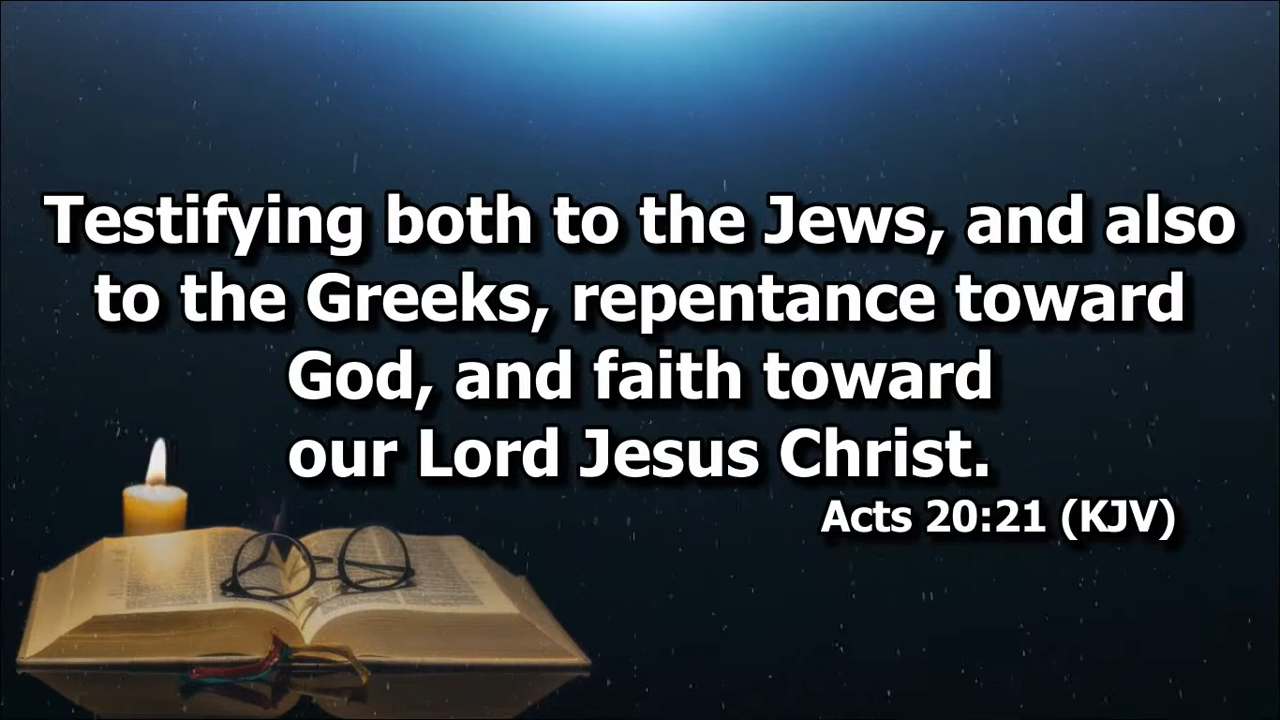 Testifying both to the Jews, and also
to the Greeks, repentance toward
God, and faith toward
our Lord Jesus Christ.
Acts 20:21 (KJV)